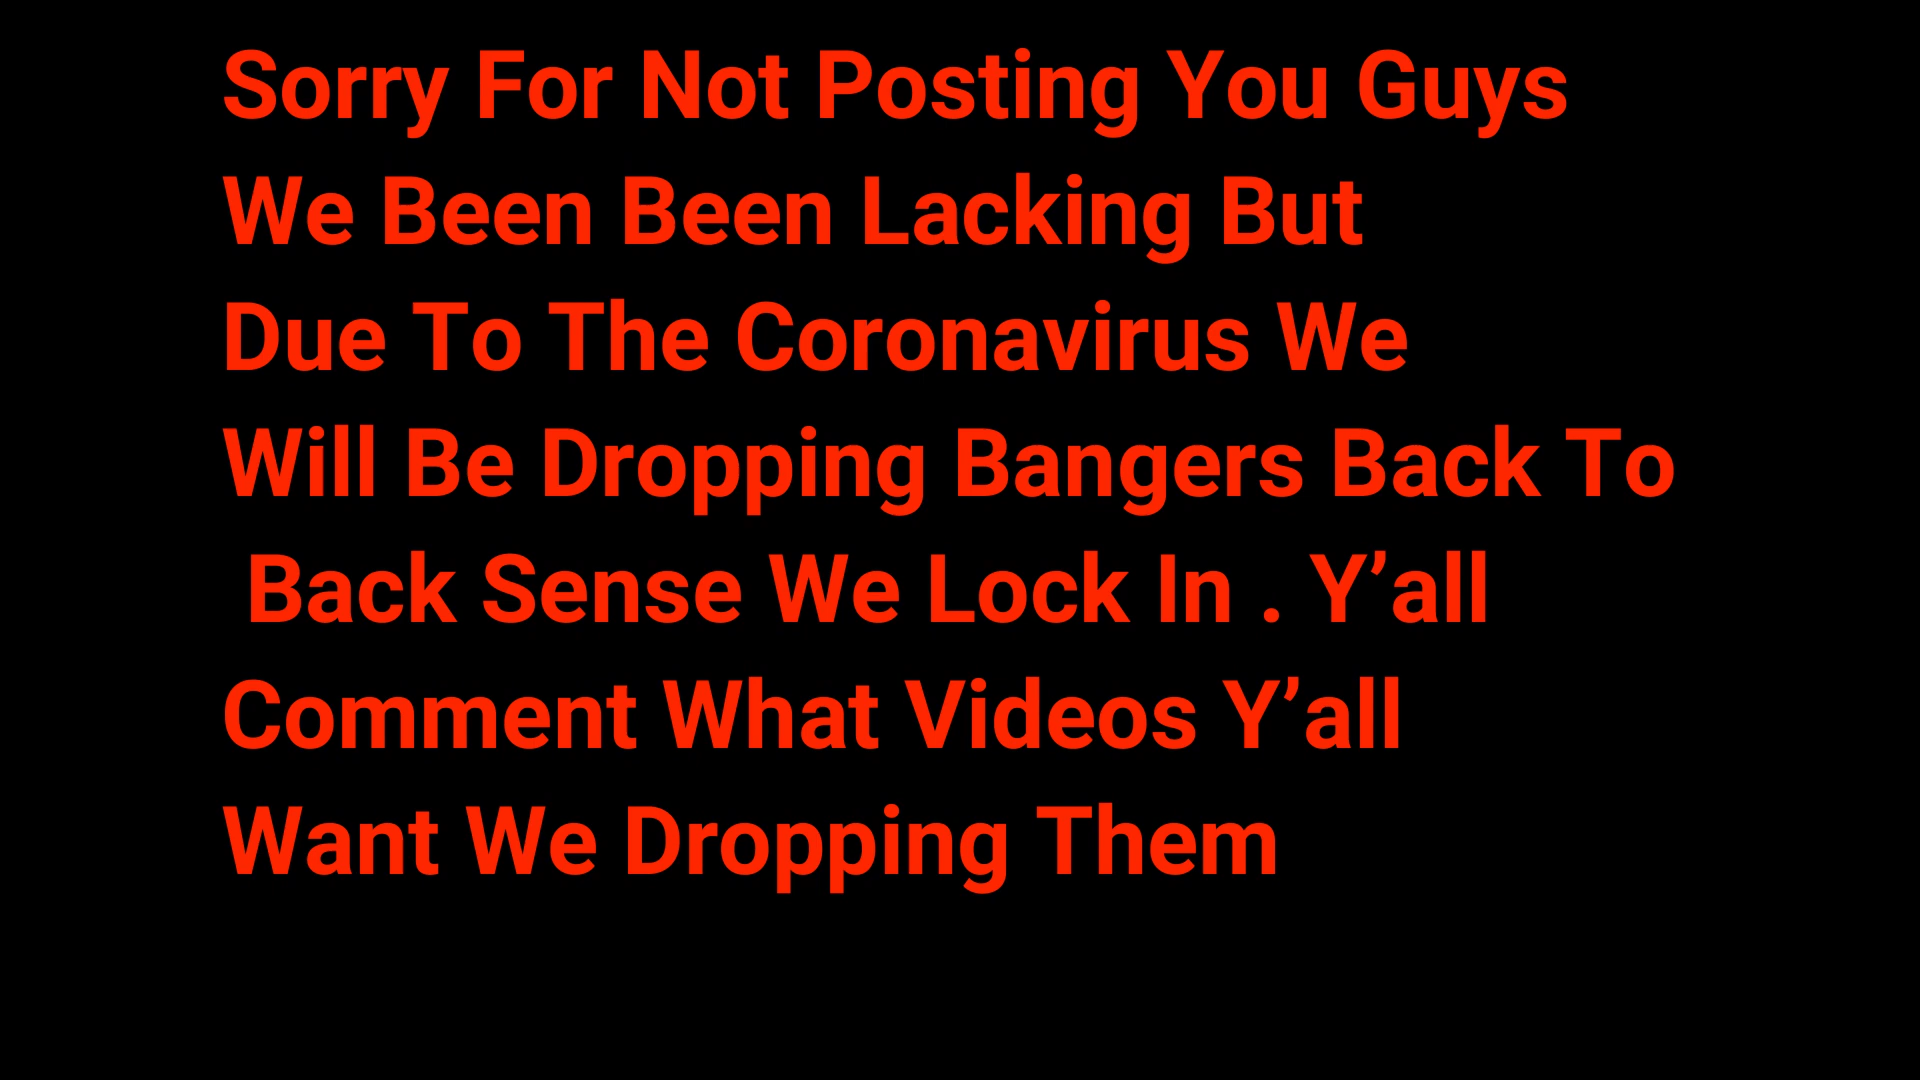 Sorry For Not Posting You Guys
We Been Been Lacking But
Due To The Coronavirus We
Will Be Dropping Bangers Back To
Back Sense We Lock In . Y’all
Comment What Videos Y’all
Want We Dropping Them